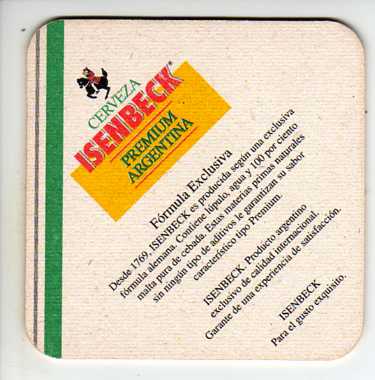 CERVEZA
ISENBECK®
PREMIUM
ARGENTINA
Fórmula Exclusiva
Desde 1769, ISENBECK es producida según una exclusiva
fórmula alemana. Contiene lúpulo, agua y 100 por ciento
malta pura de cebada. Estas materias primas naturales
sin ningún tipo de aditivos le garantizan su sabor
característico tipo Premium.
ISENBECK. Producto argentino
exclusivo de calidad internacional.
Garante de una experiencia de satisfacción.
ISENBECK
Para el gusto exquisito.